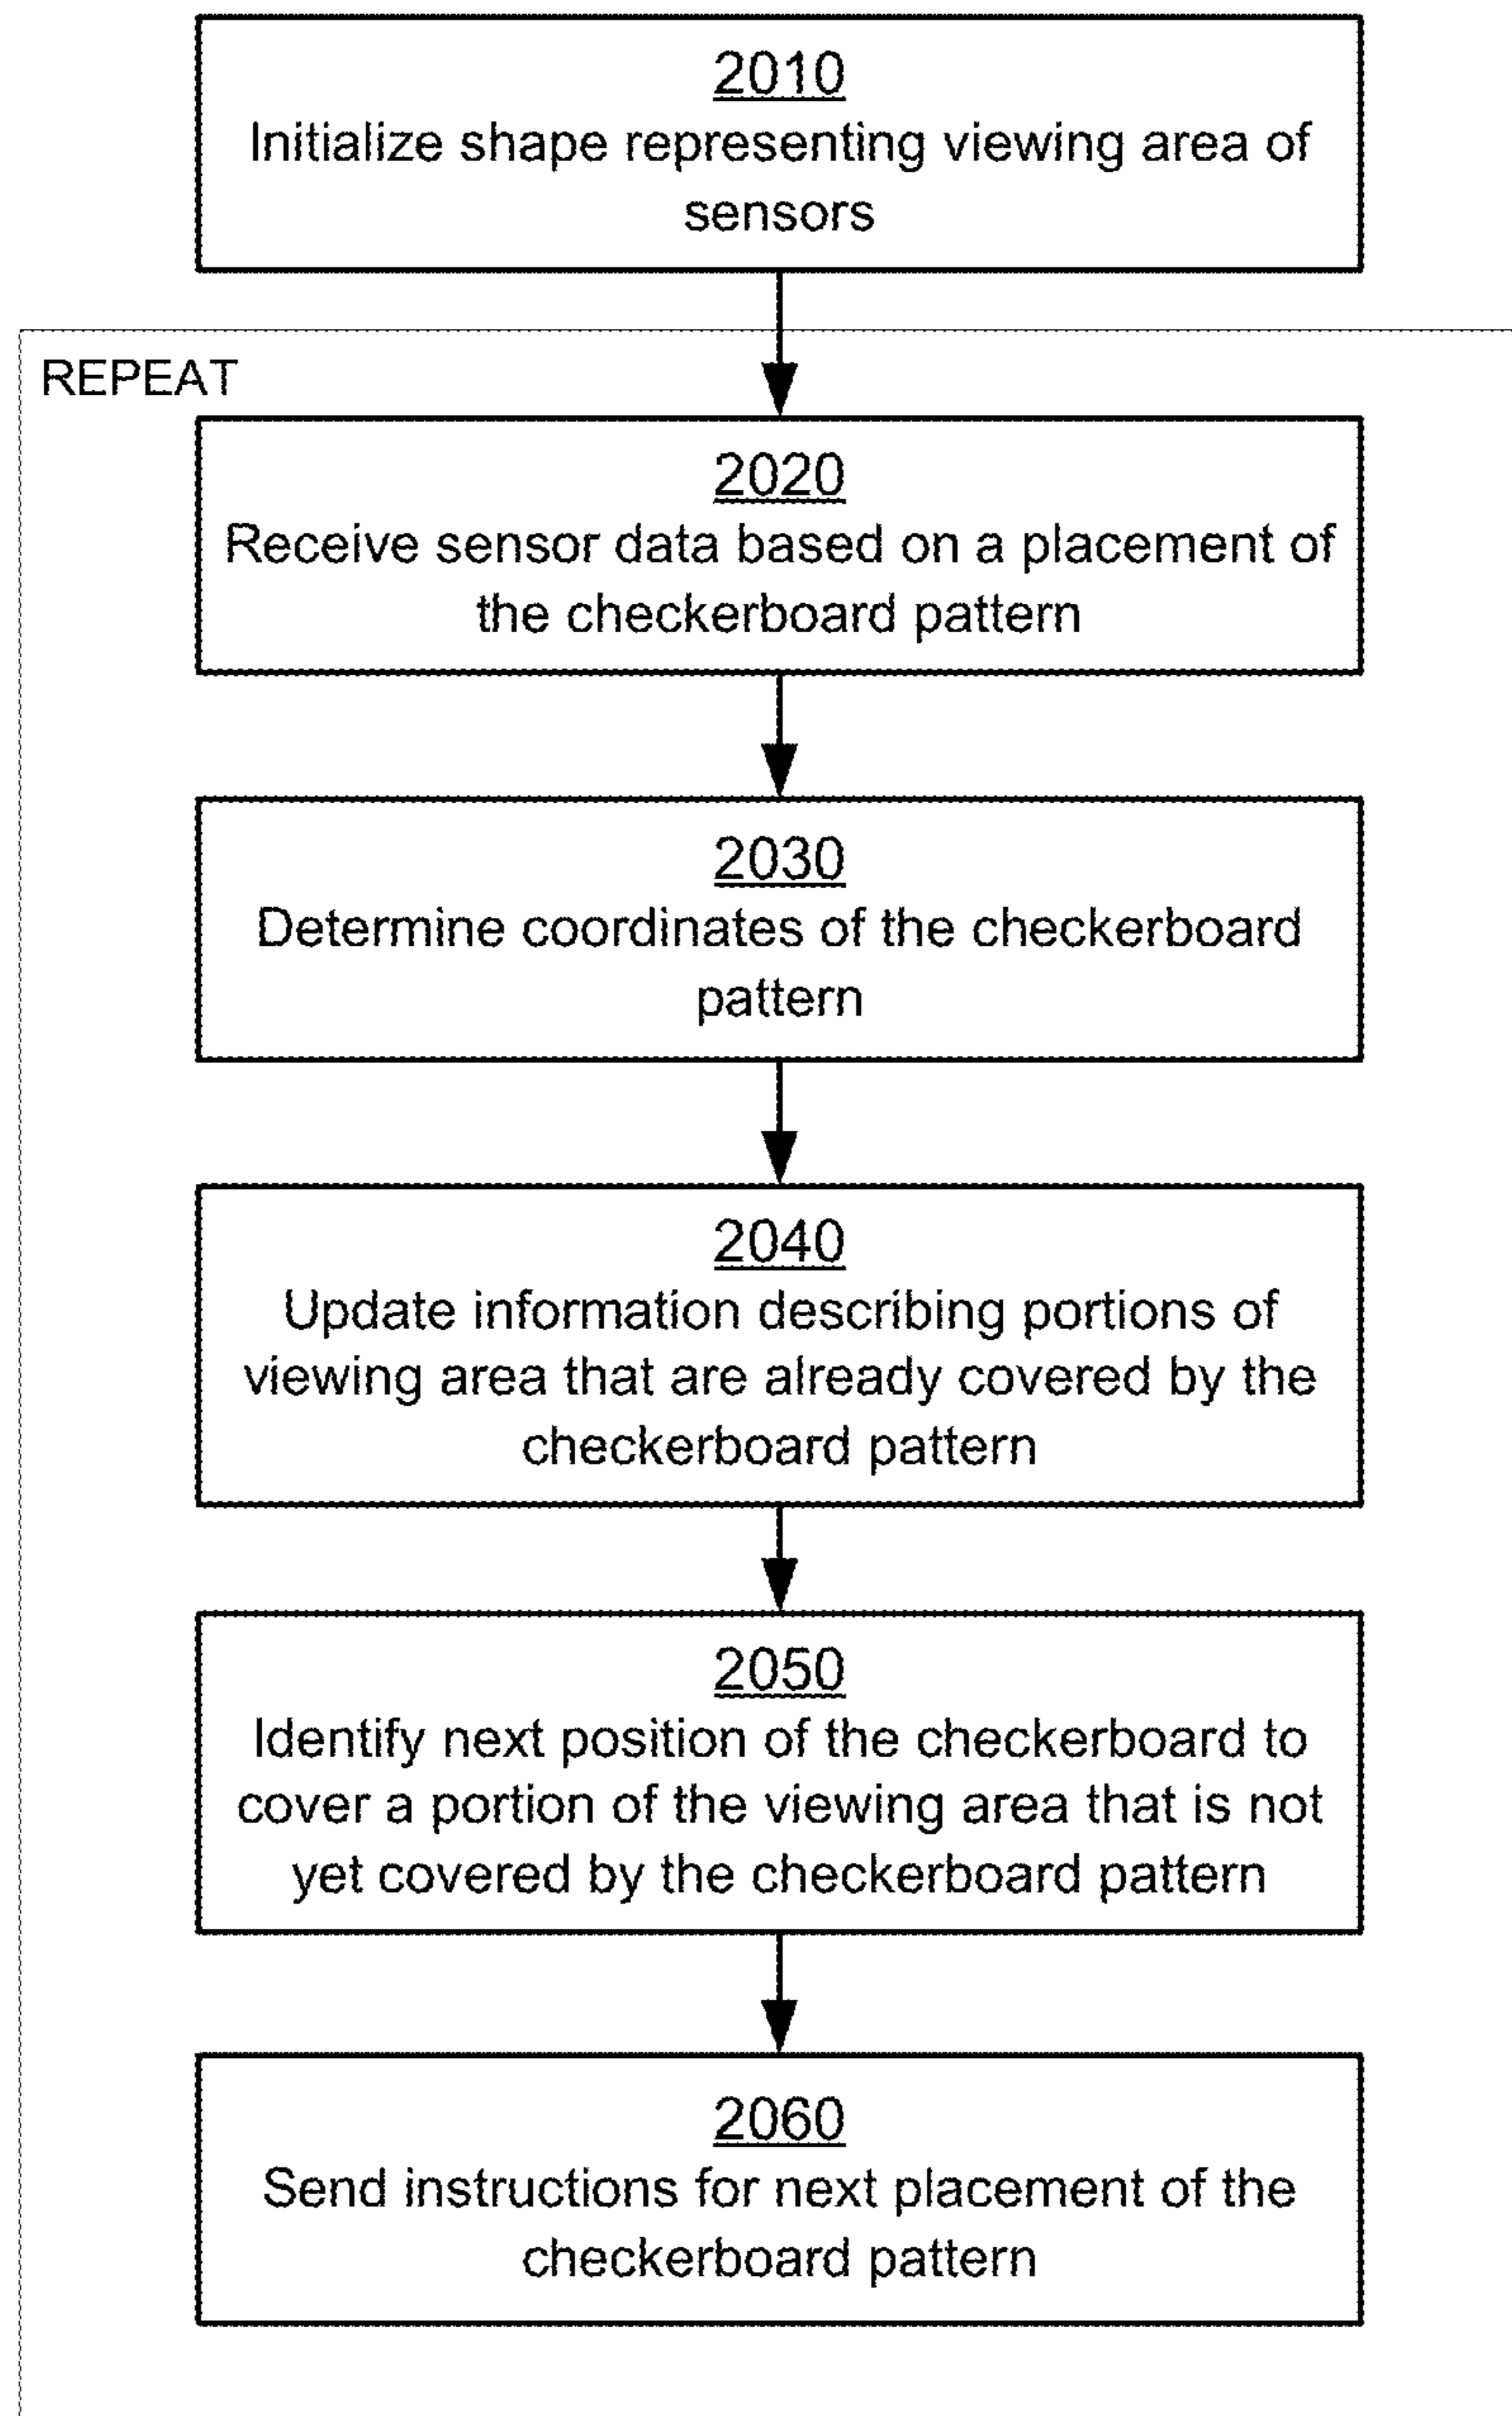 2010
Initialize shape representing viewing area of
sensors
REPEAT
2020
Receive sensor data based on a placement of
the checkerboard pattern
2030
Determine coordinates of the checkerboard
pattern
2040
Update information describing portions of
viewing area that are already covered by the
checkerboard pattern
2050
Identify next position of the checkerboard to
cover a portion of the viewing area that is not
yet covered by the checkerboard pattern
2060
Send instructions for next placement of the
checkerboard pattern